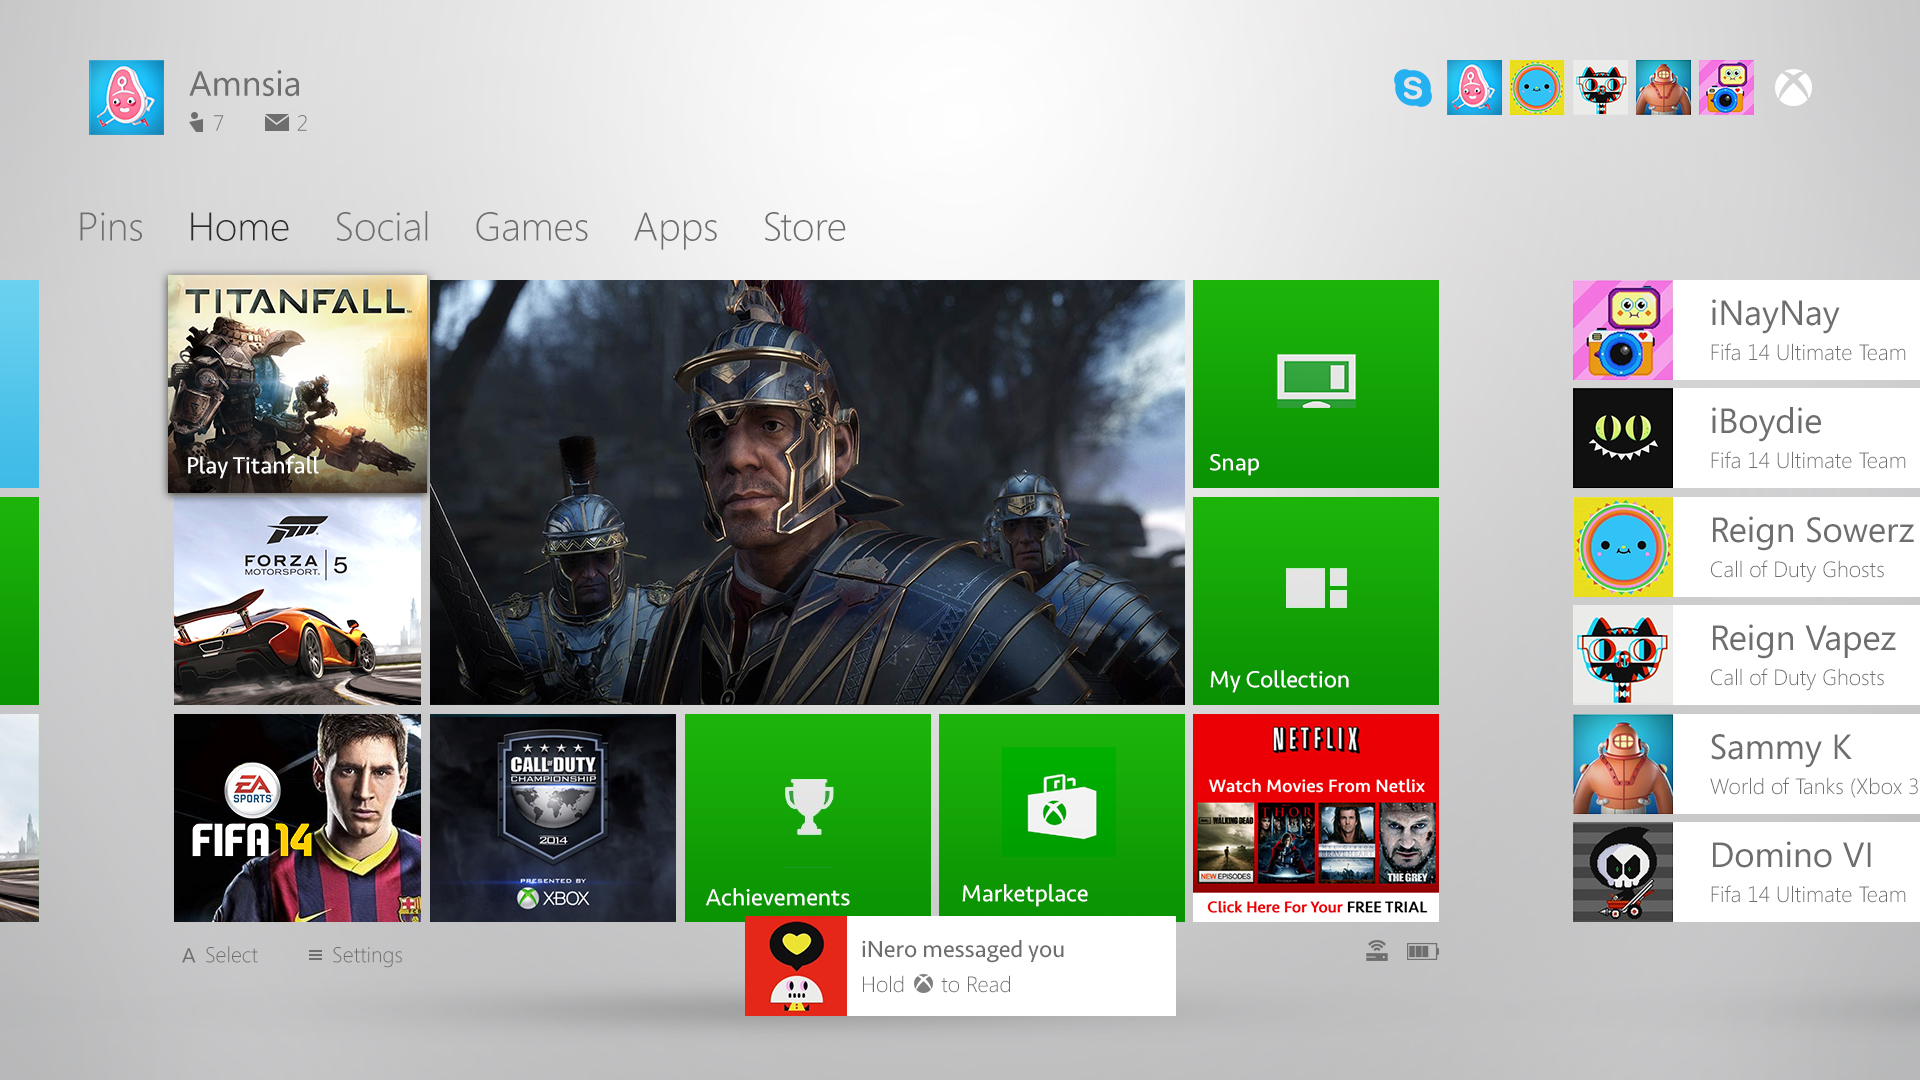 Amnsia
7
2
S
Pins
Home
Social
Games
Apps
Store
TITANFALL
Play Titanfall
FORZA
MOTORSPORT. 5
EA
SPORTS
FIFA 14
CALL OF DUTY
CHAMPIONSHIP
2014
PRESENTED BY
XBOX
Achievements
Marketplace
Snap
My Collection
NETFLIX
Watch Movies From Netlix
THE WALKING DEAD
NEW EPISODES
THOR
BRAVEHEART
THE GREY
Click Here For Your FREE TRIAL
iNayNay
Fifa 14 Ultimate Team
iBoydie
Fifa 14 Ultimate Team
Reign Sowerz
Call of Duty Ghosts
Reign Vapez
Call of Duty Ghosts
Sammy K
World of Tanks (Xbox 3
Domino VI
Fifa 14 Ultimate Team
A Select
Settings
iNero messaged you
Hold to Read